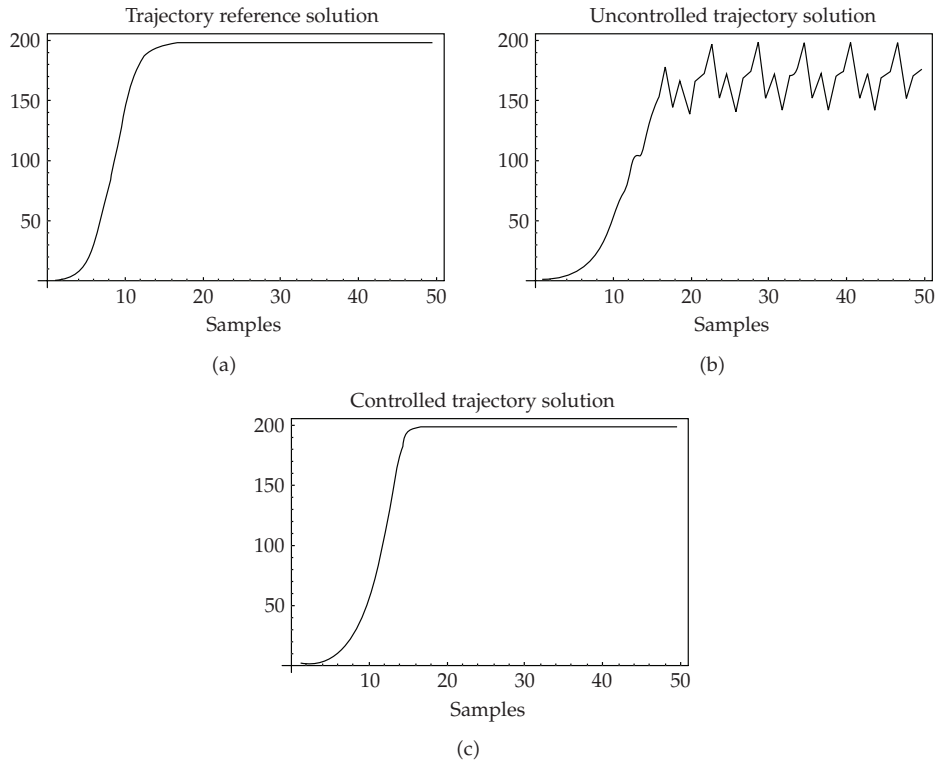 Trajectory reference solution
200
150
100
50
10 20 30 40 50
Samples
(a)
Uncontrolled trajectory solution
200
150
100
50
10 20 30 40 50
Samples
(b)
Controlled trajectory solution
200
150
100
50
10 20 30 40 50
Samples
(c)